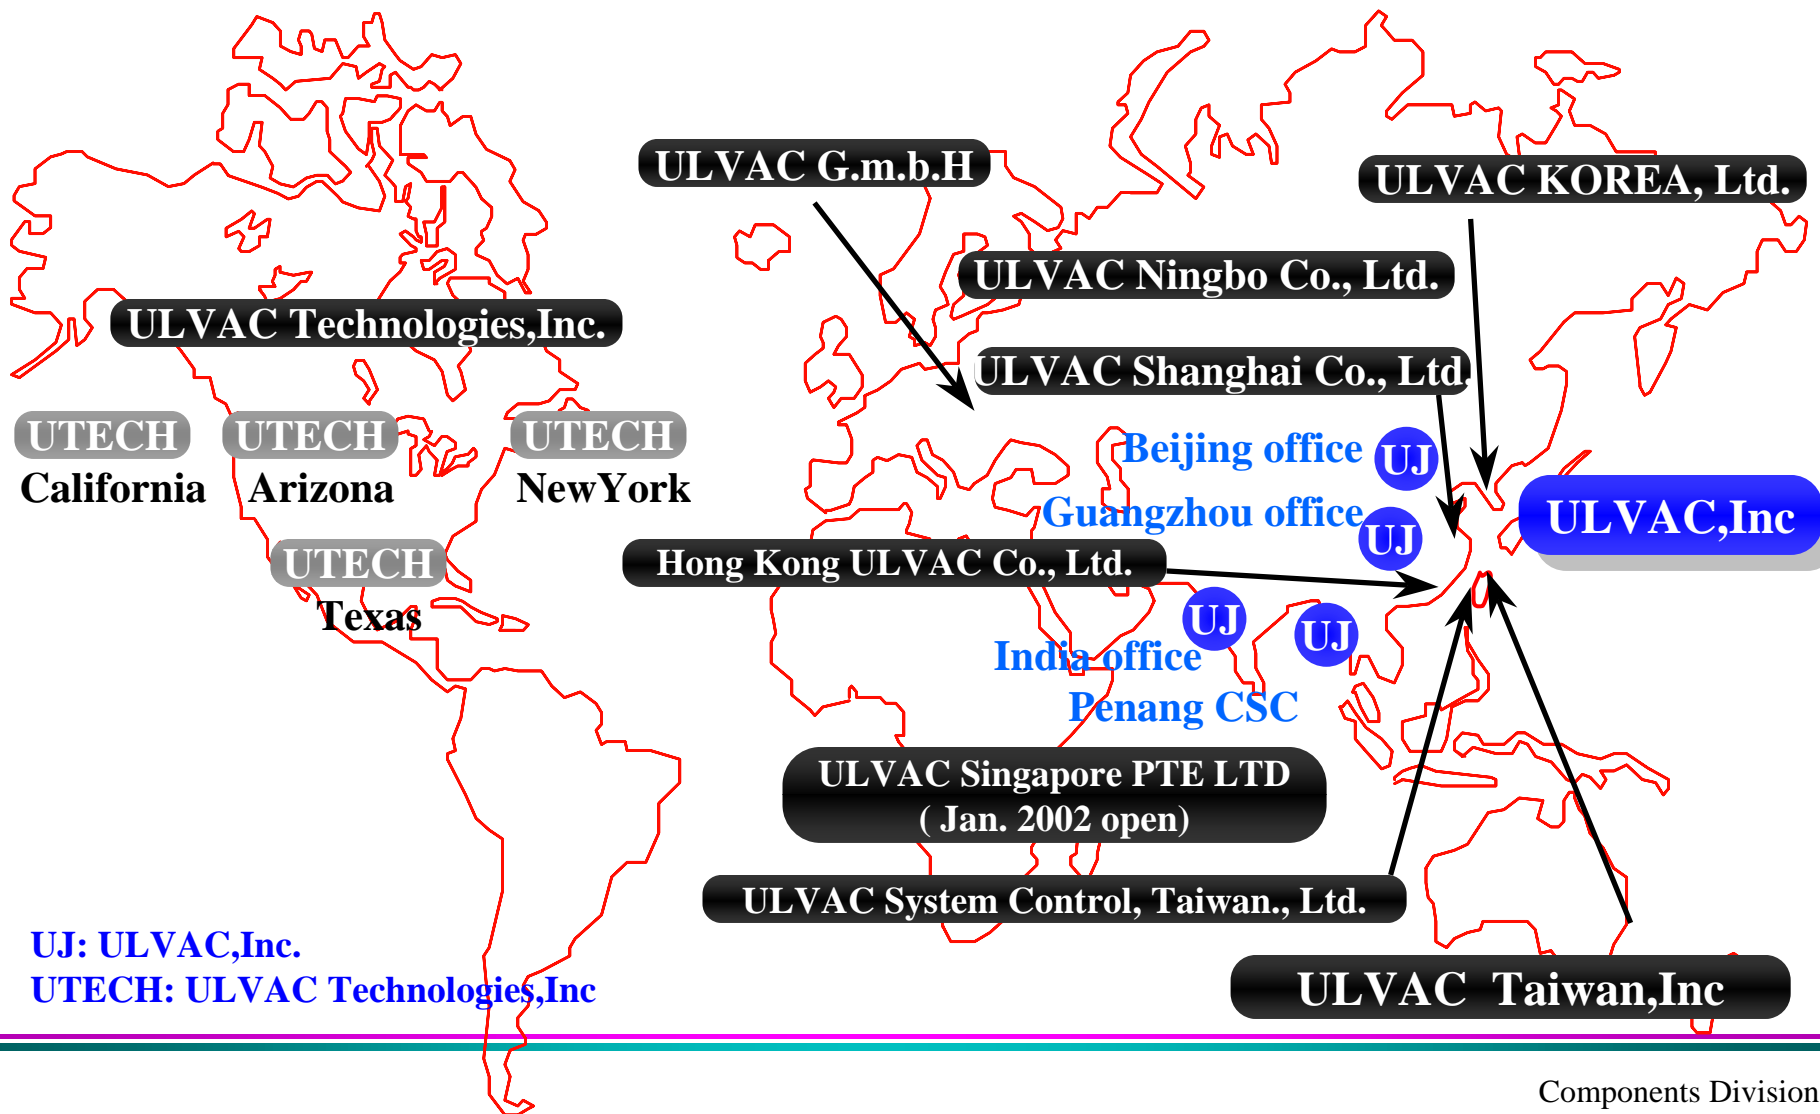 ULVAC G.m.b.H
ULVAC KOREA, Ltd.
ULVAC Ningbo Co., Ltd.
ULVAC Technologies,Inc.
ULVAC Shanghai Co., Ltd.
UTECH
California
UTECH
Arizona
UTECH
NewYork
UTECH
Texas
Beijing office
UJ
Guangzhou office
UJ
ULVAC,Inc
Hong Kong ULVAC Co., Ltd.
UJ
India office
UJ
Penang CSC
ULVAC Singapore PTE LTD
( Jan. 2002 open)
ULVAC System Control, Taiwan., Ltd.
ULVAC Taiwan,Inc
UJ: ULVAC,Inc.
UTECH: ULVAC Technologies,Inc
Components Division